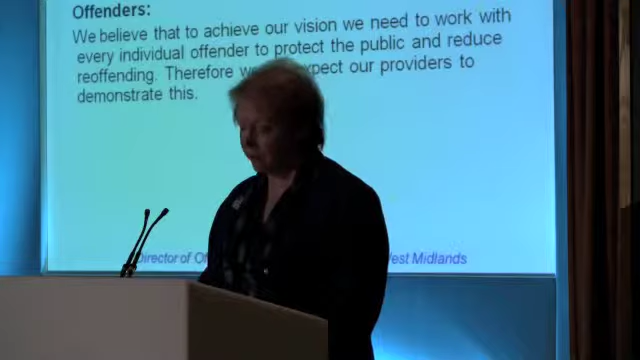 Offenders:
We believe that to achieve our vision we need to work with
every individual offender to protect the public and reduce
reoffending. Therefore expect our providers to
demonstrate this.
Director of West Midlands